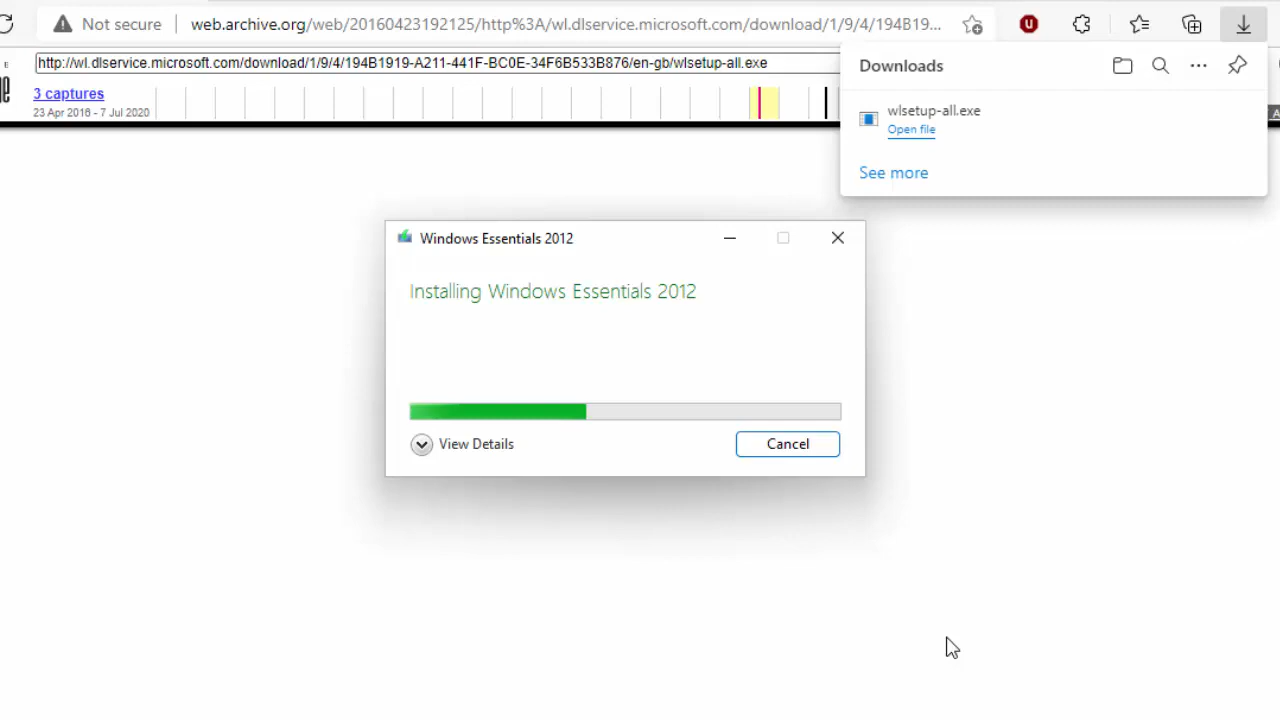 Not secure
web.archive.org/web/20160423192125/http%3A/wl.dlservice.microsoft.com/download/1/9/4/194B19...
http://wl.dlservice.microsoft.com/download/1/9/4/194B1919-A211-441F-BC0E-34F6B533B876/en-gb/wlsetup-all.exe
3 captures
23 Apr 2016 - 7 Jul 2020
Downloads
wlsetup-all.exe
Open file
See more
Windows Essentials 2012
Installing Windows Essentials 2012
View Details
Cancel